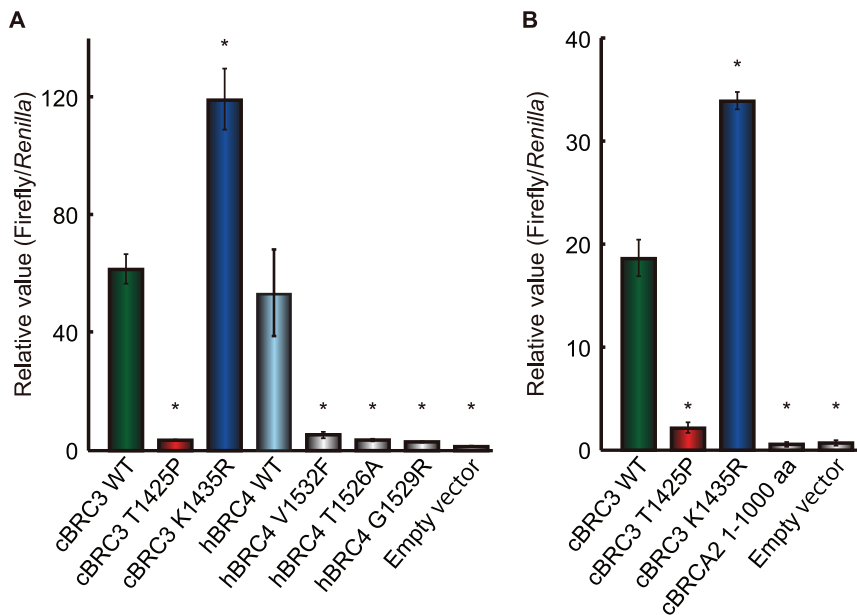 A
Relative value (Firefly/Renilla)
120
80
40
0
*
*
*
*
*
*
cBRC3 WT
cBRC3 T1425P
cBRC3 K1435R
hBRC4 WT
hBRC4 V1532F
hBRC4 T1526A
hBRC4 G1529R
Empty vector
B
Relative value (Firefly/Renilla)
40
30
20
10
0
*
*
*
*
cBRC3 WT
cBRC3 T1425P
cBRC3 K1435R
cBRCA2 1-1000 aa
Empty vector